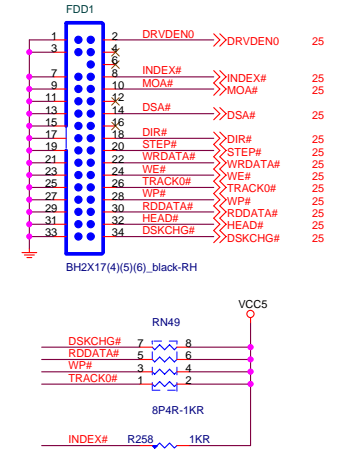 FDD1
1 2 DRVDEN0 DRVDEN0 25
3 4
6
7 8 INDEX# INDEX# 25
9 10 MOA# MOA# 25
11 12
13 14 DSA# DSA# 25
15 16
17 18 DIR# DIR# 25
19 20 STEP# STEP# 25
21 22 WRDATA# WRDATA# 25
23 24 WE# WE# 25
25 26 TRACK0# TRACK0# 25
27 28 WP# WP# 25
29 30 RDDATA# RDDATA# 25
31 32 HEAD# HEAD# 25
33 34 DSKCHG# DSKCHG# 25
BH2X17(4)(5)(6)_black-RH
VCC5
RN49
DSKCHG# 7 8
RDDATA# 5 6
WP# 3 4
TRACK0# 1 2
8P4R-1KR
INDEX# R258 1KR